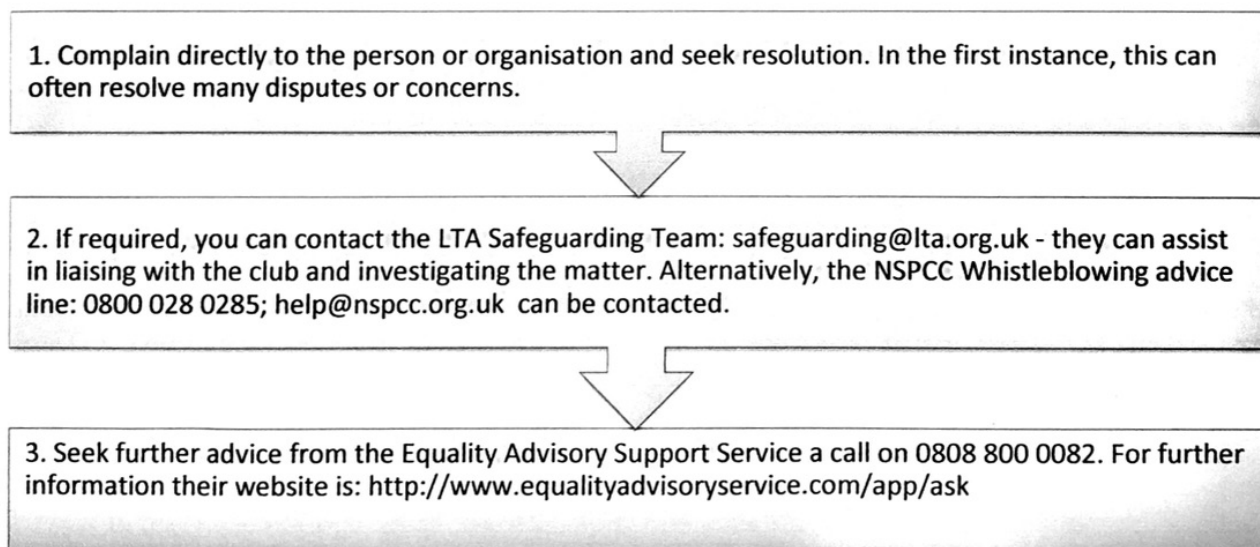 1. Complain directly to the person or organisation and seek resolution. In the first instance, this can
often resolve many disputes or concerns.
2. If required, you can contact the LTA Safeguarding Team: safeguarding@lta.org.uk - they can assist
in liaising with the club and investigating the matter. Alternatively, the NSPCC Whistleblowing advice
line: 0800 028 0285; help@nspcc.org.uk can be contacted.
3. Seek further advice from the Equality Advisory Support Service a call on 0808 800 0082. For further
information their website is: http://www.equalityadvisoryservice.com/app/ask